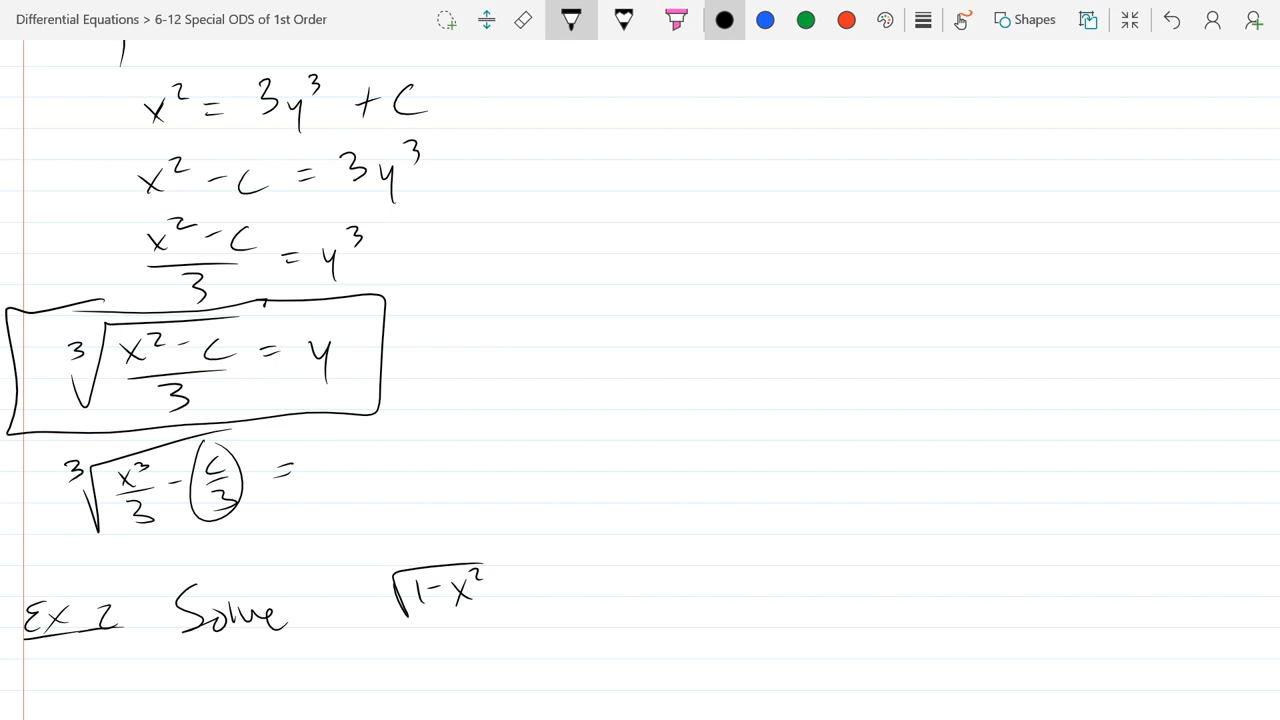 Differential Equations > 6-12 Special ODS of 1st Order
Shapes
x² = 3y³ + C
x² - C = 3y³
(x² - C)/3 = y³
∛((x² - C)/3) = y
∛(x³/3 - C/3) =
Ex 2 Solve √(1-x²)